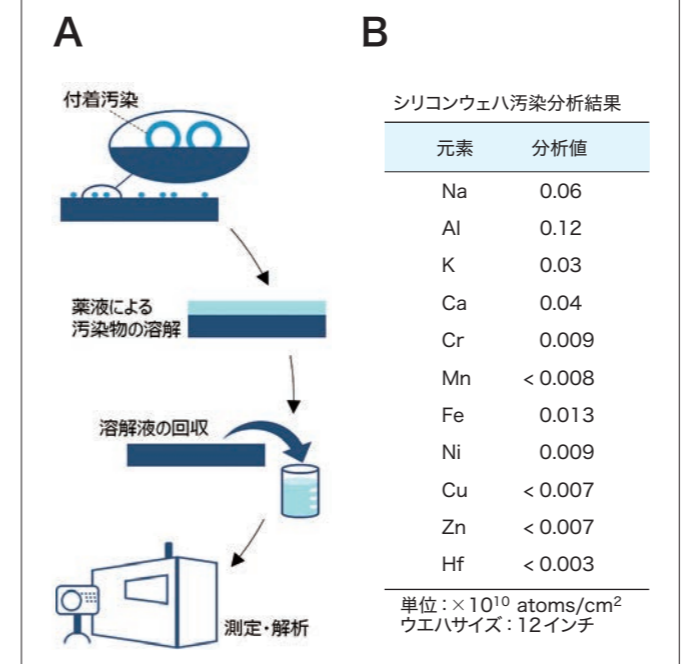 A
付着汚染
薬液による
汚染物の溶解
溶解液の回収
測定・解析
B
シリコンウェハ汚染分析結果
元素 分析値
Na 0.06
Al 0.12
K 0.03
Ca 0.04
Cr 0.009
Mn < 0.008
Fe 0.013
Ni 0.009
Cu < 0.007
Zn < 0.007
Hf < 0.003
単位：×10¹⁰ atoms/cm²
ウエハサイズ：12インチ